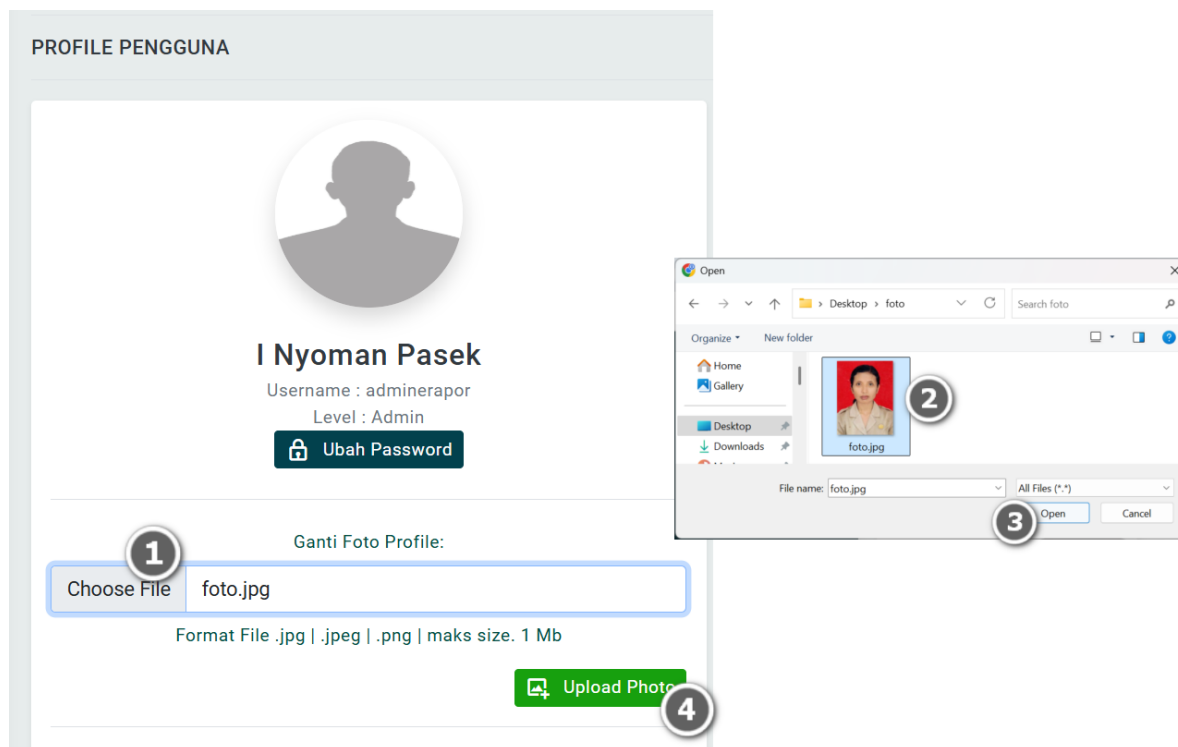 PROFILE PENGGUNA
I Nyoman Pasek
Username : adminerapor
Level : Admin
Ubah Password
Ganti Foto Profile:
1
Choose File foto.jpg
Format File .jpg | .jpeg | .png | maks size. 1 Mb
Upload Photo
4
Open
Desktop › foto
Search foto
Organize
New folder
Home
Gallery
Desktop
Downloads
foto.jpg
2
File name: foto.jpg
All Files (*.*)
3
Open
Cancel